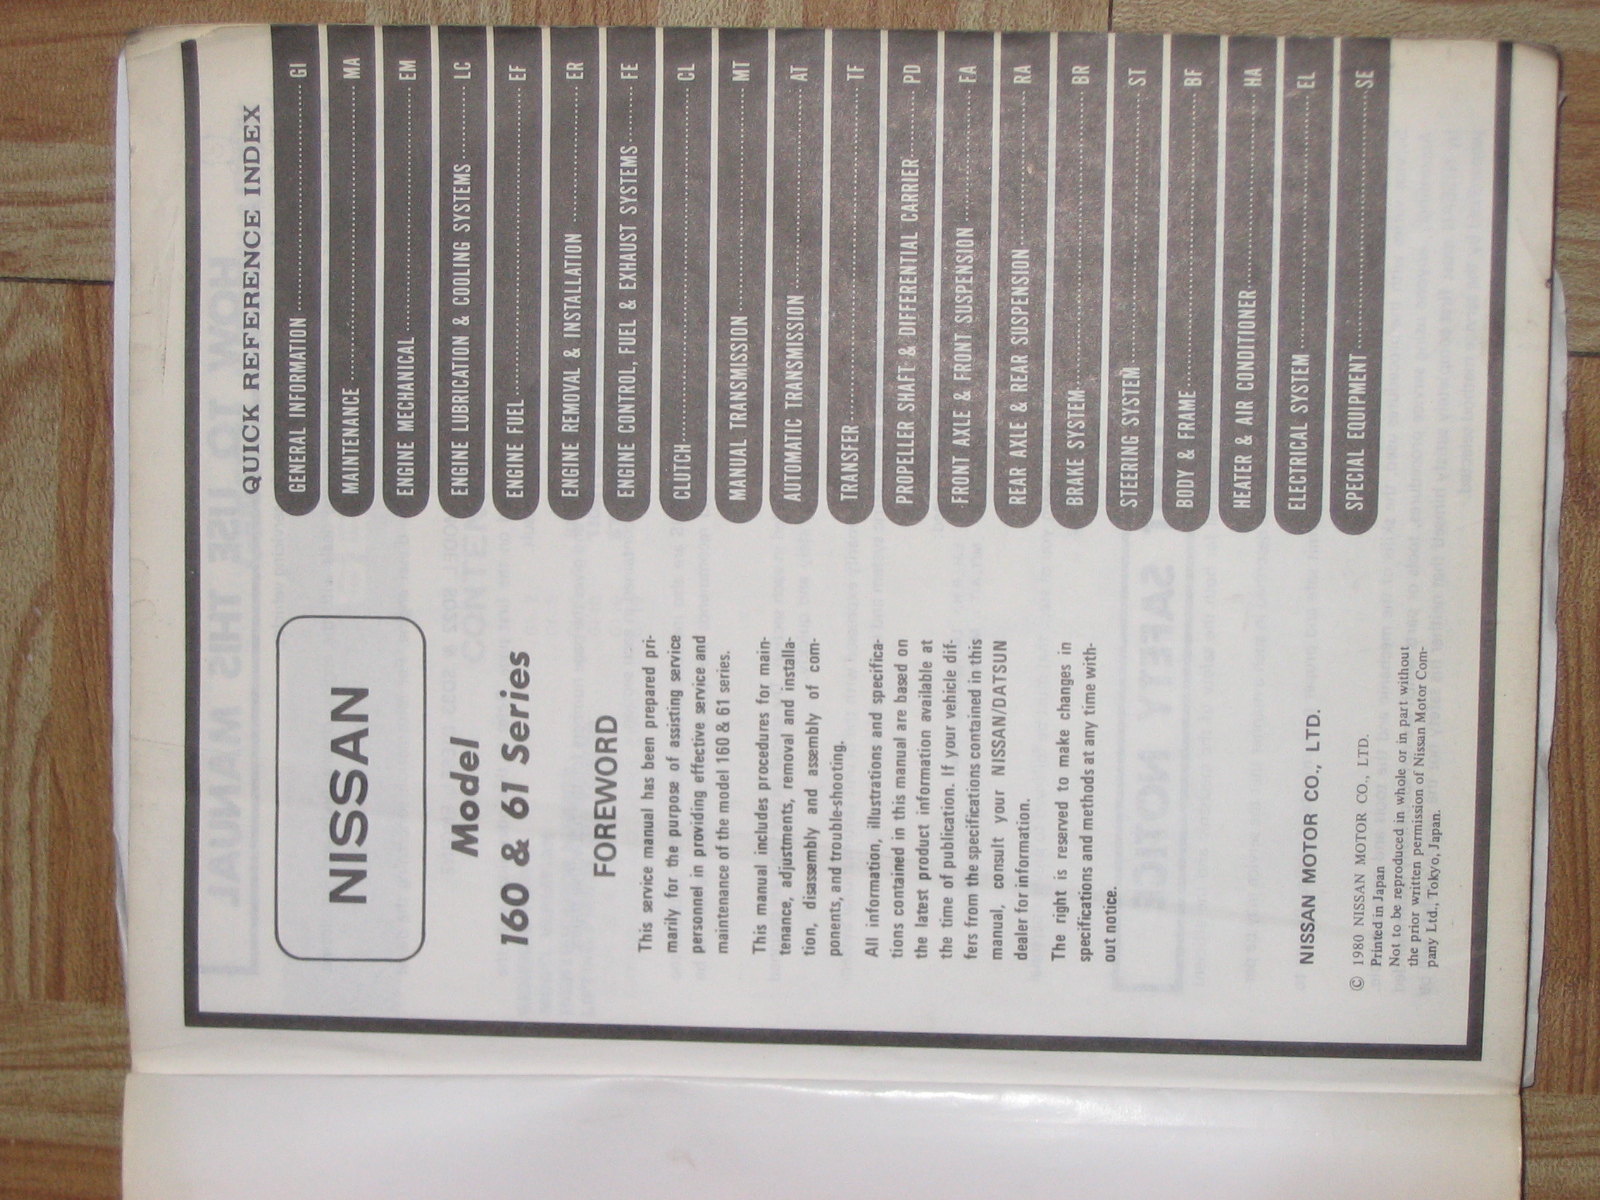 NISSAN
Model
160 & 61 Series
FOREWORD
This service manual has been prepared pri-
marily for the purpose of assisting service
personnel in providing effective service and
maintenance of the model 160 & 61 series.
This manual includes procedures for main-
tenance, adjustments, removal and installa-
tion, disassembly and assembly of com-
ponents, and trouble-shooting.
All information, illustrations and specifica-
tions contained in this manual are based on
the latest product information available at
the time of publication. If your vehicle dif-
fers from the specifications contained in this
manual, consult your NISSAN/DATSUN
dealer for information.
The right is reserved to make changes in
specifications and methods at any time with-
out notice.
NISSAN MOTOR CO., LTD.
© 1980 NISSAN MOTOR CO., LTD.
Printed in Japan
Not to be reproduced in whole or in part without
the prior written permission of Nissan Motor Com-
pany Ltd., Tokyo, Japan.
QUICK REFERENCE INDEX
GENERAL INFORMATION GI
MAINTENANCE MA
ENGINE MECHANICAL EM
ENGINE LUBRICATION & COOLING SYSTEMS LC
ENGINE FUEL EF
ENGINE REMOVAL & INSTALLATION ER
ENGINE CONTROL, FUEL & EXHAUST SYSTEMS FE
CLUTCH CL
MANUAL TRANSMISSION MT
AUTOMATIC TRANSMISSION AT
TRANSFER TF
PROPELLER SHAFT & DIFFERENTIAL CARRIER PD
FRONT AXLE & FRONT SUSPENSION FA
REAR AXLE & REAR SUSPENSION RA
BRAKE SYSTEM BR
STEERING SYSTEM ST
BODY & FRAME BF
HEATER & AIR CONDITIONER HA
ELECTRICAL SYSTEM EL
SPECIAL EQUIPMENT SE